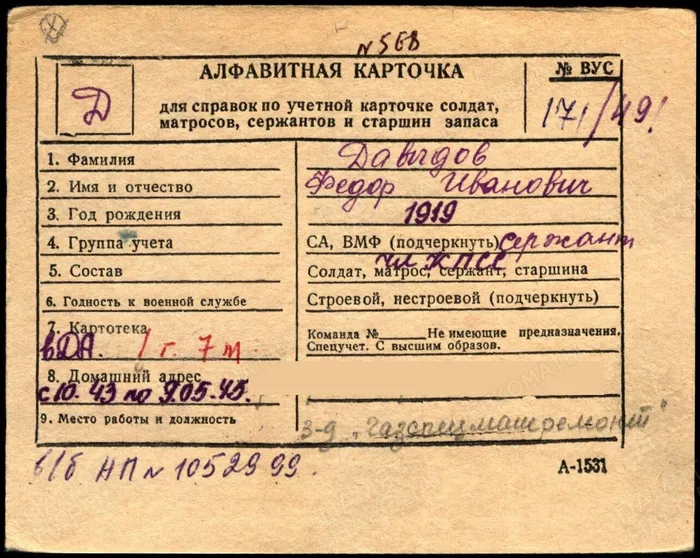 N 568
АЛФАВИТНАЯ КАРТОЧКА
№ ВУС
Д
для справок по учетной карточке солдат,
матросов, сержантов и старшин запаса
171/49!
1. Фамилия
Давыдов
2. Имя и отчество
Федор Иванович
3. Год рождения
1919
4. Группа учета
СА, ВМФ (подчеркнуть) сержант
чл КПСС
5. Состав
Солдат, матрос, сержант, старшина
6. Годность к военной службе
Строевой, нестроевой (подчеркнуть)
7. Картотека
Команда № Не имеющие предназначения,
Спецучет. С высшим образов.
вДА. 1 г. 7 м
8. Домашний адрес
с 10.43 по 9.05.45.
9. Место работы и должность
з-д „Газспецмашремонт"
в/б НП N 1052999.
А-1531